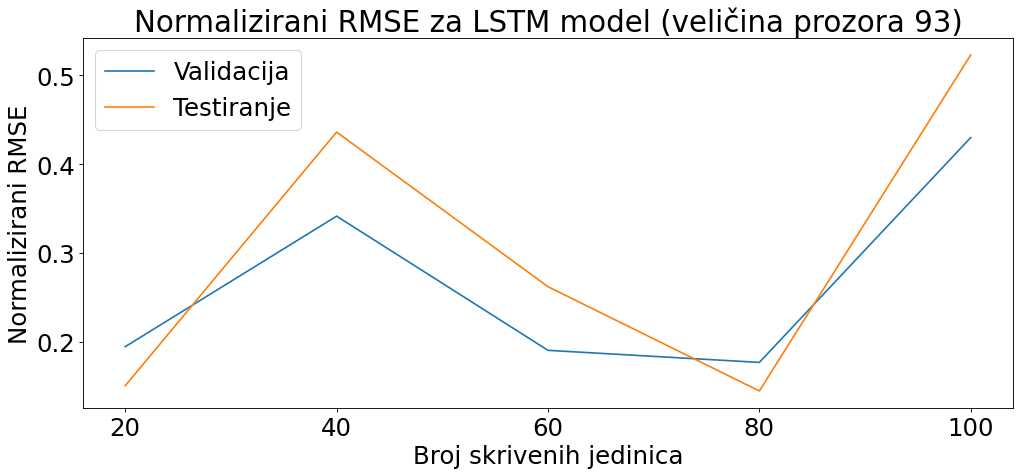 Normalizirani RMSE za LSTM model (veličina prozora 93)
Validacija
Testiranje
Normalizirani RMSE
0.5
0.4
0.3
0.2
20 40 60 80 100
Broj skrivenih jedinica